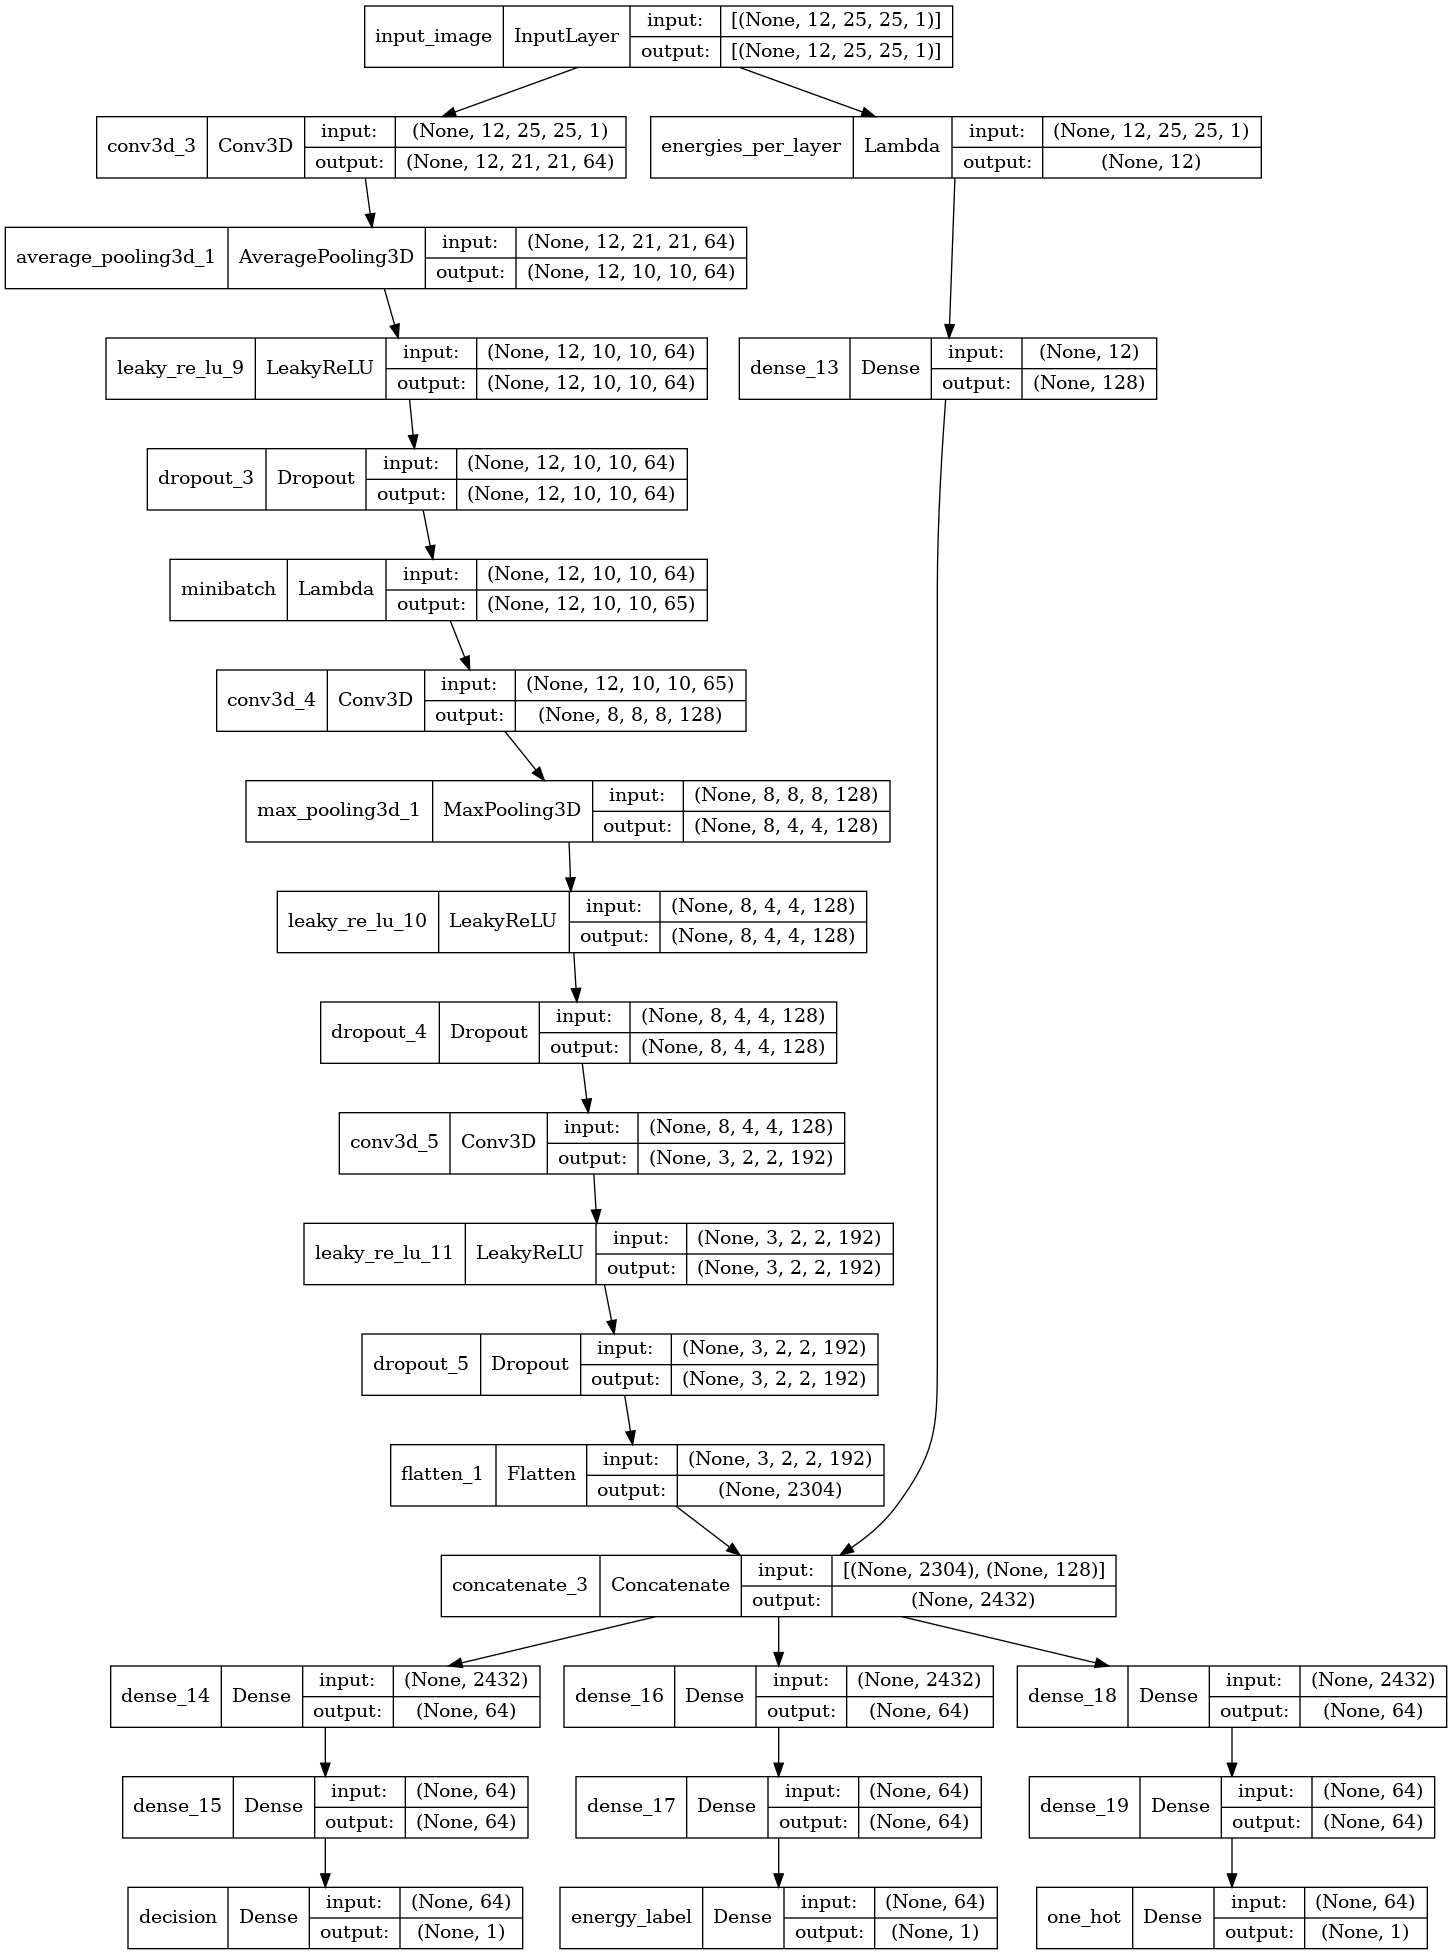 input_image InputLayer input: [(None, 12, 25, 25, 1)]
output: [(None, 12, 25, 25, 1)]
conv3d_3 Conv3D input: (None, 12, 25, 25, 1)
output: (None, 12, 21, 21, 64)
energies_per_layer Lambda input: (None, 12, 25, 25, 1)
output: (None, 12)
average_pooling3d_1 AveragePooling3D input: (None, 12, 21, 21, 64)
output: (None, 12, 10, 10, 64)
leaky_re_lu_9 LeakyReLU input: (None, 12, 10, 10, 64)
output: (None, 12, 10, 10, 64)
dense_13 Dense input: (None, 12)
output: (None, 128)
dropout_3 Dropout input: (None, 12, 10, 10, 64)
output: (None, 12, 10, 10, 64)
minibatch Lambda input: (None, 12, 10, 10, 64)
output: (None, 12, 10, 10, 65)
conv3d_4 Conv3D input: (None, 12, 10, 10, 65)
output: (None, 8, 8, 8, 128)
max_pooling3d_1 MaxPooling3D input: (None, 8, 8, 8, 128)
output: (None, 8, 4, 4, 128)
leaky_re_lu_10 LeakyReLU input: (None, 8, 4, 4, 128)
output: (None, 8, 4, 4, 128)
dropout_4 Dropout input: (None, 8, 4, 4, 128)
output: (None, 8, 4, 4, 128)
conv3d_5 Conv3D input: (None, 8, 4, 4, 128)
output: (None, 3, 2, 2, 192)
leaky_re_lu_11 LeakyReLU input: (None, 3, 2, 2, 192)
output: (None, 3, 2, 2, 192)
dropout_5 Dropout input: (None, 3, 2, 2, 192)
output: (None, 3, 2, 2, 192)
flatten_1 Flatten input: (None, 3, 2, 2, 192)
output: (None, 2304)
concatenate_3 Concatenate input: [(None, 2304), (None, 128)]
output: (None, 2432)
dense_14 Dense input: (None, 2432)
output: (None, 64)
dense_16 Dense input: (None, 2432)
output: (None, 64)
dense_18 Dense input: (None, 2432)
output: (None, 64)
dense_15 Dense input: (None, 64)
output: (None, 64)
dense_17 Dense input: (None, 64)
output: (None, 64)
dense_19 Dense input: (None, 64)
output: (None, 64)
decision Dense input: (None, 64)
output: (None, 1)
energy_label Dense input: (None, 64)
output: (None, 1)
one_hot Dense input: (None, 64)
output: (None, 1)